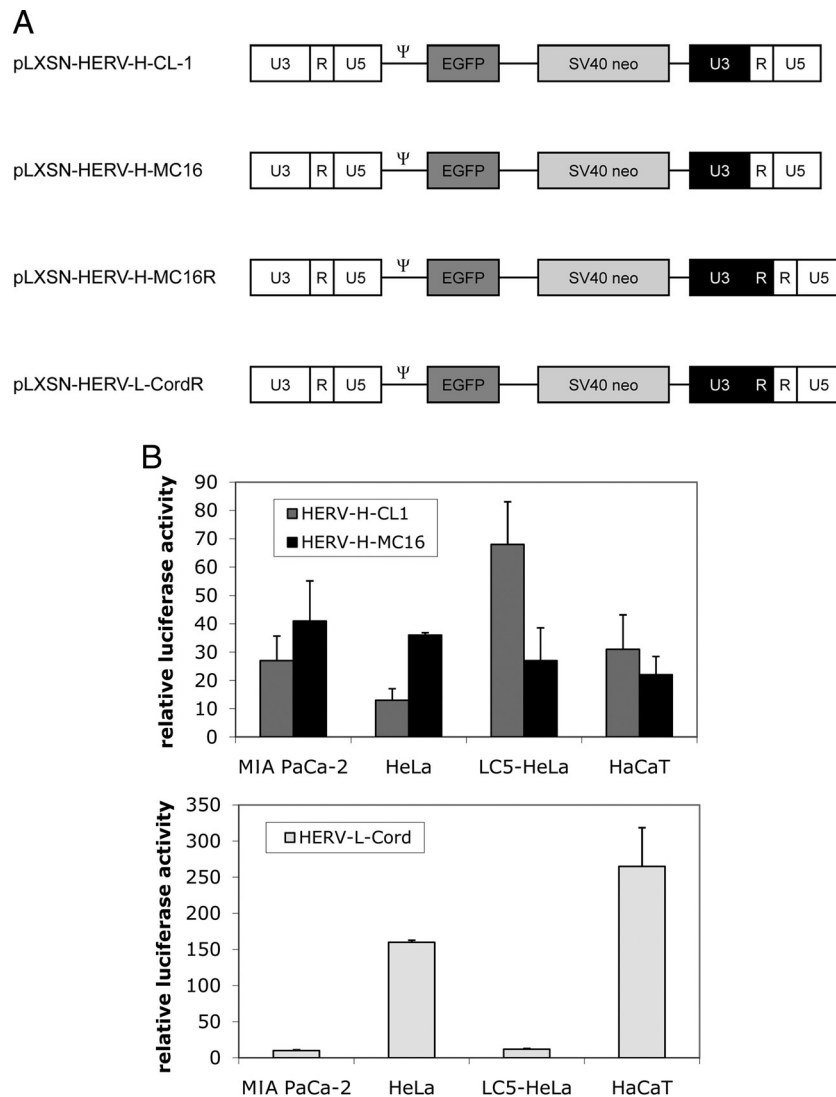 A
pLXSN-HERV-H-CL-1
U3 R U5 Ψ EGFP SV40 neo U3 R U5
pLXSN-HERV-H-MC16
U3 R U5 Ψ EGFP SV40 neo U3 R U5
pLXSN-HERV-H-MC16R
U3 R U5 Ψ EGFP SV40 neo U3 R R U5
pLXSN-HERV-L-CordR
U3 R U5 Ψ EGFP SV40 neo U3 R R U5
B
relative luciferase activity
90
80
70
60
50
40
30
20
10
0
HERV-H-CL1
HERV-H-MC16
MIA PaCa-2 HeLa LC5-HeLa HaCaT
relative luciferase activity
350
300
250
200
150
100
50
0
HERV-L-Cord
MIA PaCa-2 HeLa LC5-HeLa HaCaT